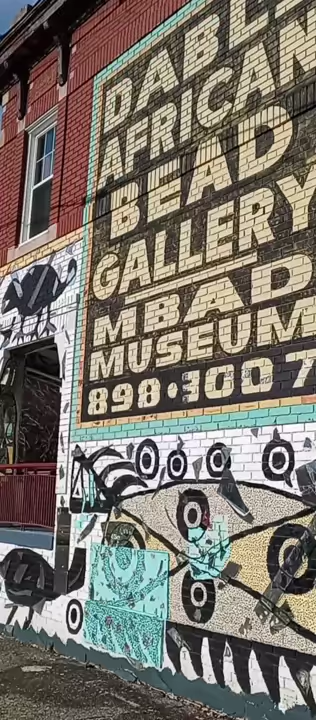 DABL
AFRICAN
BEAD
GALLERY
MBAD
MUSEUM
898•3007